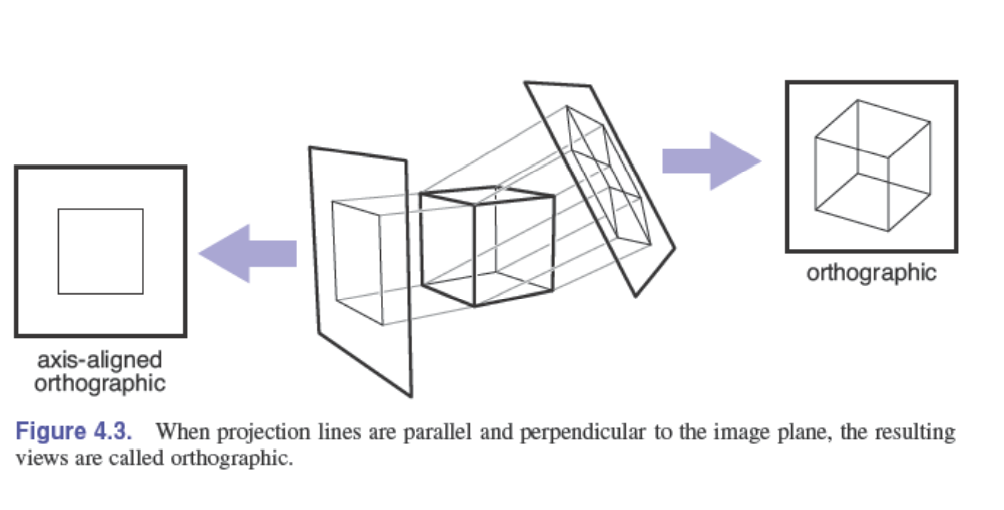 axis-aligned
orthographic
orthographic
Figure 4.3. When projection lines are parallel and perpendicular to the image plane, the resulting
views are called orthographic.